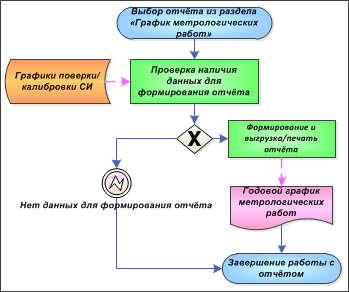 Выбор отчёта из раздела
«График метрологических
работ»
Графики поверки/
калибровки СИ
Проверка наличия
данных для
формирования отчёта
X
Формирование и
выгрузка/печать
отчёта
Нет данных для формирования отчёта
Годовой график
метрологических
работ
Завершение работы с
отчётом